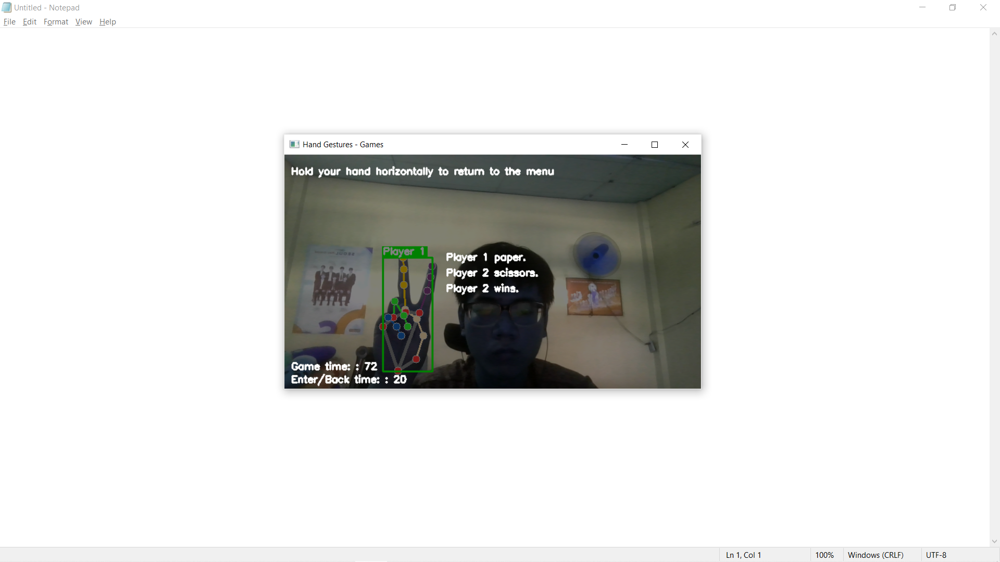 Untitled - Notepad
File Edit Format View Help
Hand Gestures - Games
Hold your hand horizontally to return to the menu
SEOUL
Player 1
Player 1 paper.
Player 2 scissors.
Player 2 wins.
Game time: : 72
Enter/Back time: : 20
Ln 1, Col 1
100%
Windows (CRLF)
UTF-8